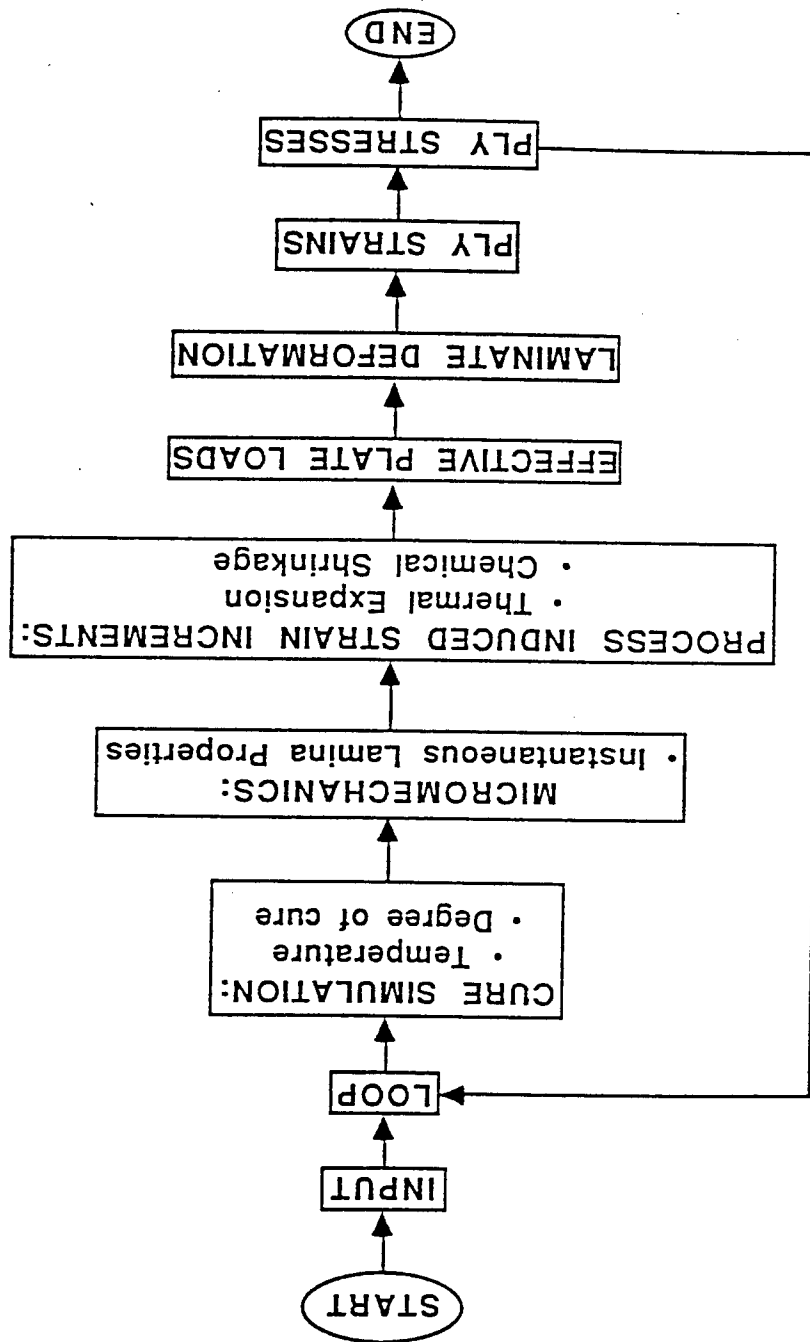 START
INPUT
LOOP
CURE SIMULATION:
• Temperature
• Degree of cure
MICROMECHANICS:
• Instantaneous Lamina Properties
PROCESS INDUCED STRAIN INCREMENTS:
• Thermal Expansion
• Chemical Shrinkage
EFFECTIVE PLATE LOADS
LAMINATE DEFORMATION
PLY STRAINS
PLY STRESSES
END